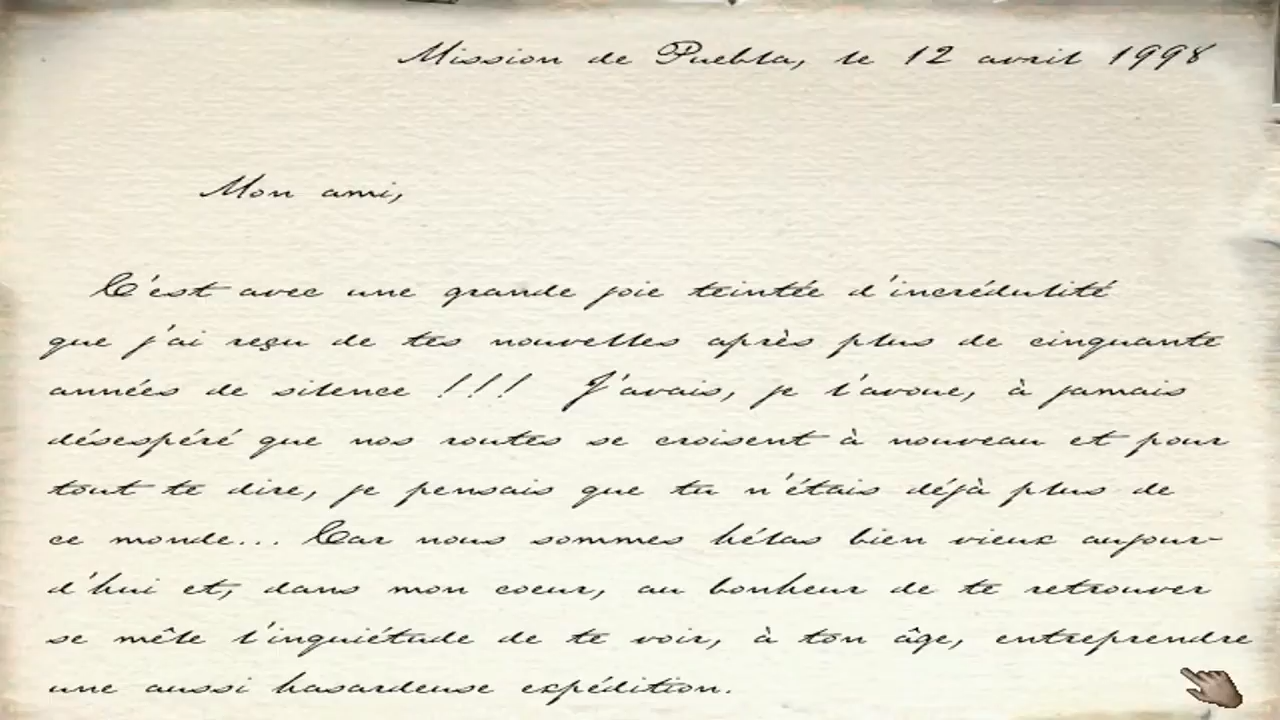 Mission de Puebla, le 12 avril 1998
Mon ami,
C'est avec une grande joie teintée d'incrédulité
que j'ai reçu de tes nouvelles après plus de cinquante
années de silence !!! J'avais, je l'avoue, à jamais
désespéré que nos routes se croisent à nouveau et pour
tout te dire, je pensais que tu n'étais déjà plus de
ce monde... Car nous sommes hélas bien vieux aujour-
d'hui et, dans mon coeur, au bonheur de te retrouver
se mêle l'inquiétude de te voir, à ton âge, entreprendre
une aussi hasardeuse expédition.